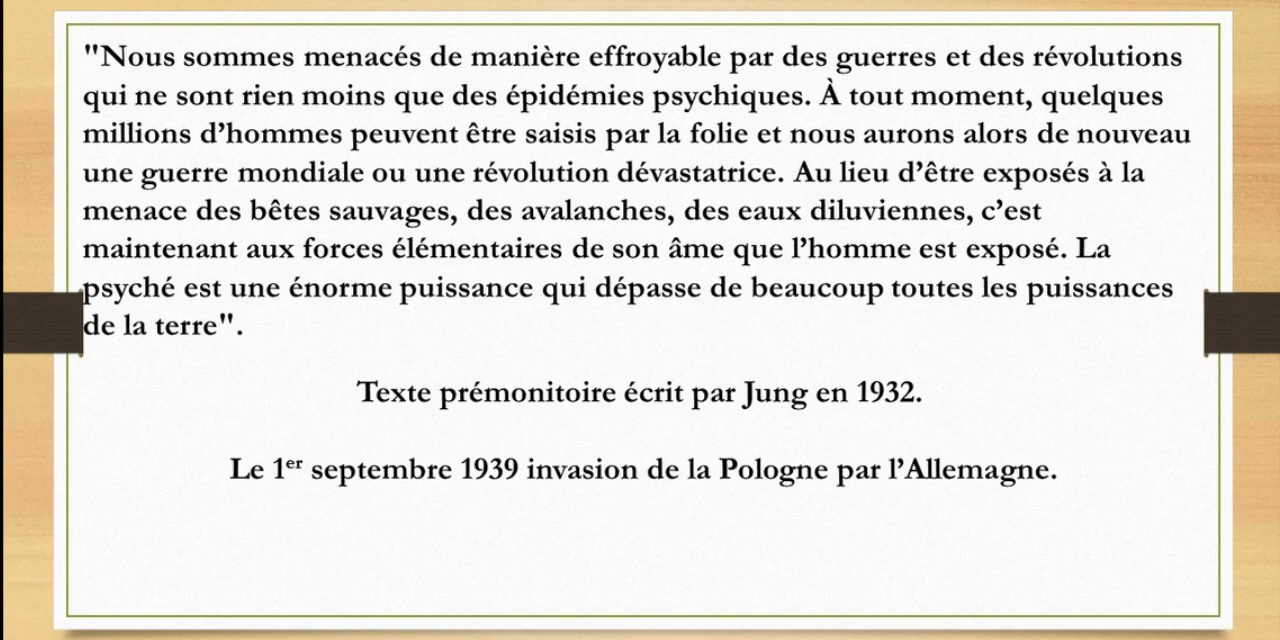 "Nous sommes menacés de manière effroyable par des guerres et des révolutions
qui ne sont rien moins que des épidémies psychiques. À tout moment, quelques
millions d’hommes peuvent être saisis par la folie et nous aurons alors de nouveau
une guerre mondiale ou une révolution dévastatrice. Au lieu d’être exposés à la
menace des bêtes sauvages, des avalanches, des eaux diluviennes, c’est
maintenant aux forces élémentaires de son âme que l’homme est exposé. La
psyché est une énorme puissance qui dépasse de beaucoup toutes les puissances
de la terre".
Texte prémonitoire écrit par Jung en 1932.
Le 1er septembre 1939 invasion de la Pologne par l’Allemagne.